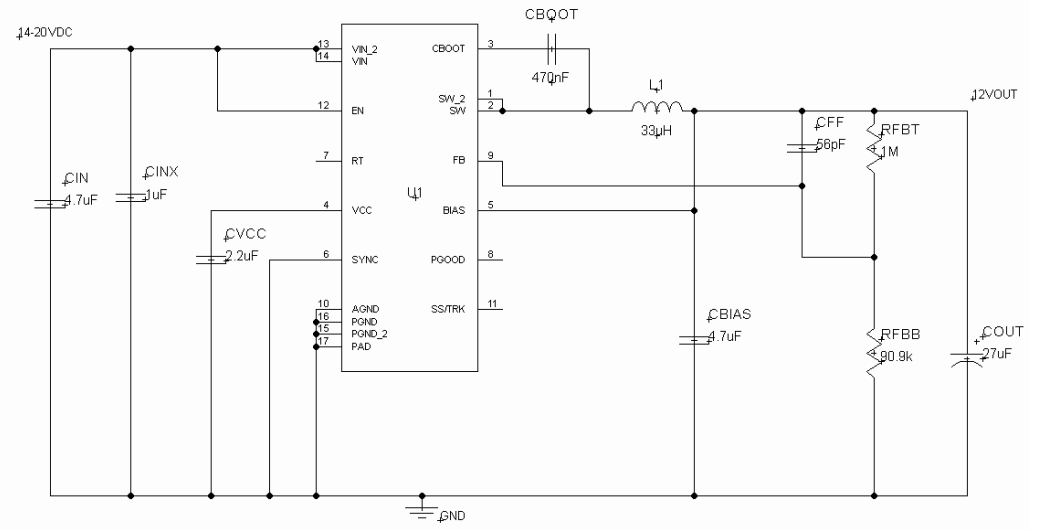 CBOOT
14-20VDC
13 VIN_2
14 VIN
CBOOT 3
470nF
L1
33µH
SW_2 1
SW 2
12VOUT
12 EN
CFF
56pF
RFBT
1M
7 RT
FB 9
CIN
4.7uF
CINX
1uF
U1
4 VCC
BIAS 5
CVCC
2.2uF
6 SYNC
PGOOD 8
10 AGND
SS/TRK 11
16 PGND
15 PGND_2
17 PAD
CBIAS
4.7uF
RFBB
90.9k
COUT
27uF
GND